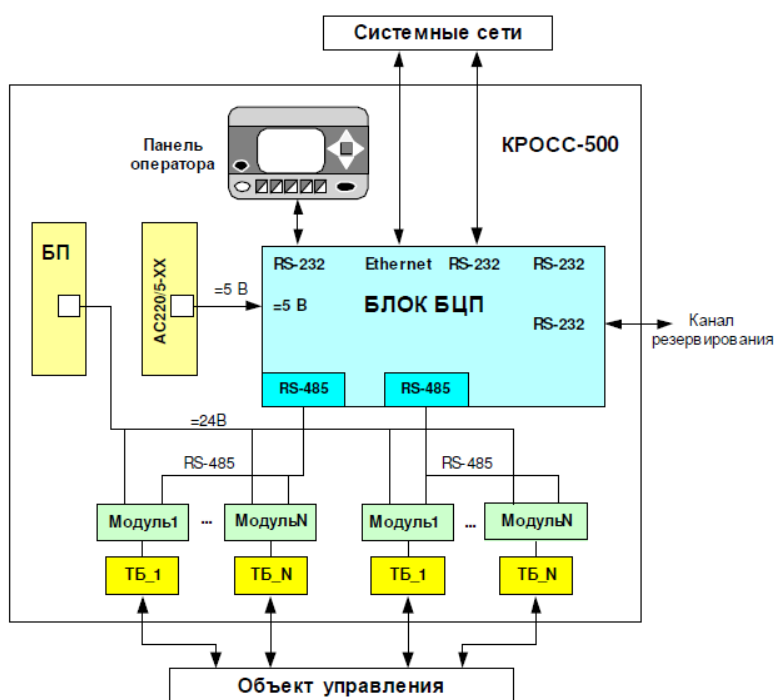 Системные сети
КРОСС-500
Панель
оператора
БП
AC220/5-XX
=5 В
RS-232
Ethernet
RS-232
RS-232
=5 В
БЛОК БЦП
RS-232
Канал
резервирования
RS-485
RS-485
=24В
RS-485
RS-485
Модуль1
...
МодульN
Модуль1
...
МодульN
ТБ_1
ТБ_N
ТБ_1
ТБ_N
Объект управления